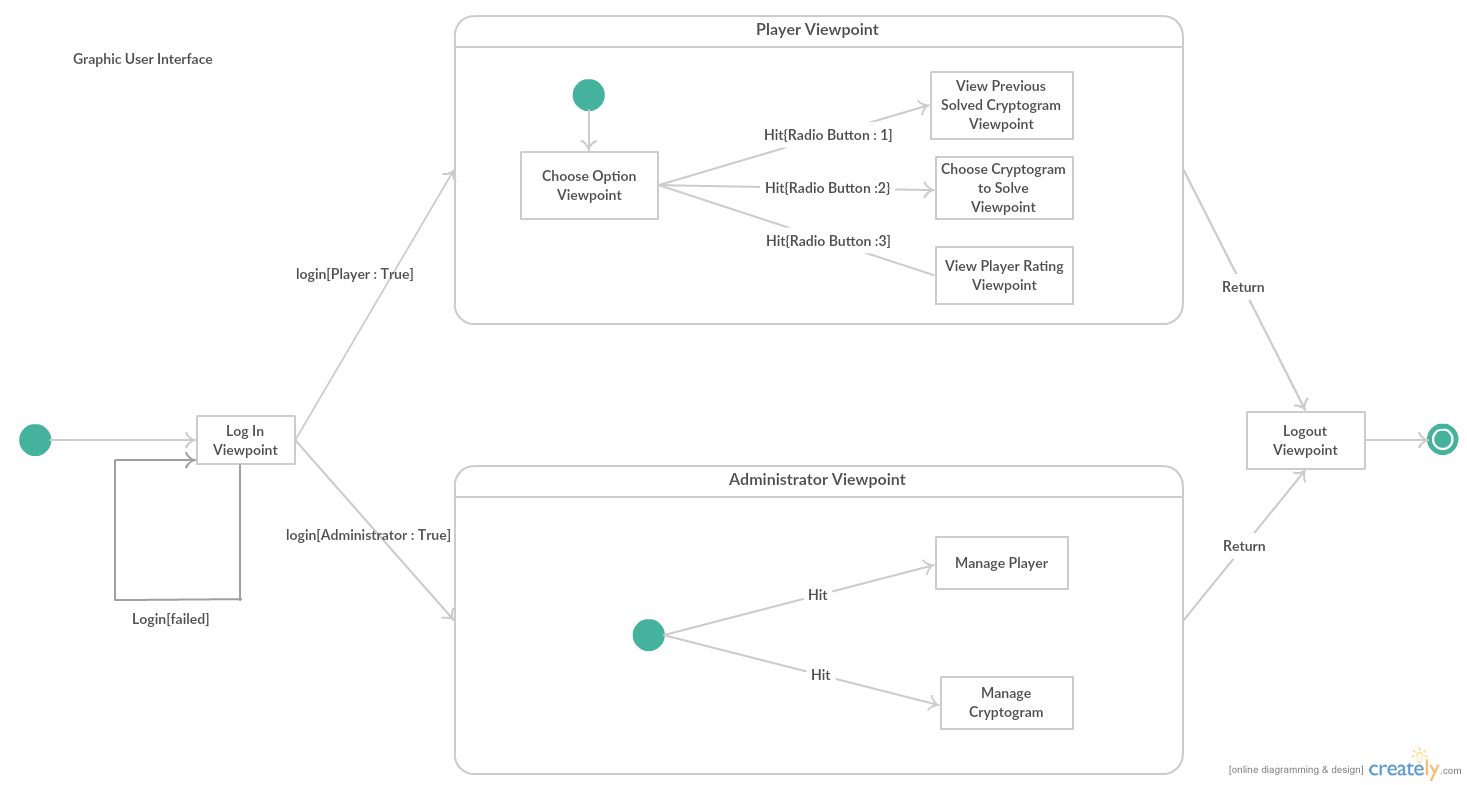 Graphic User Interface
Player Viewpoint
Choose Option
Viewpoint
Hit{Radio Button : 1]
Hit{Radio Button :2}
Hit{Radio Button :3]
View Previous
Solved Cryptogram
Viewpoint
Choose Cryptogram
to Solve
Viewpoint
View Player Rating
Viewpoint
login[Player : True]
Return
Log In
Viewpoint
Login[failed]
login[Administrator : True]
Administrator Viewpoint
Hit
Hit
Manage Player
Manage
Cryptogram
Return
Logout
Viewpoint
[online diagramming & design] creately.com